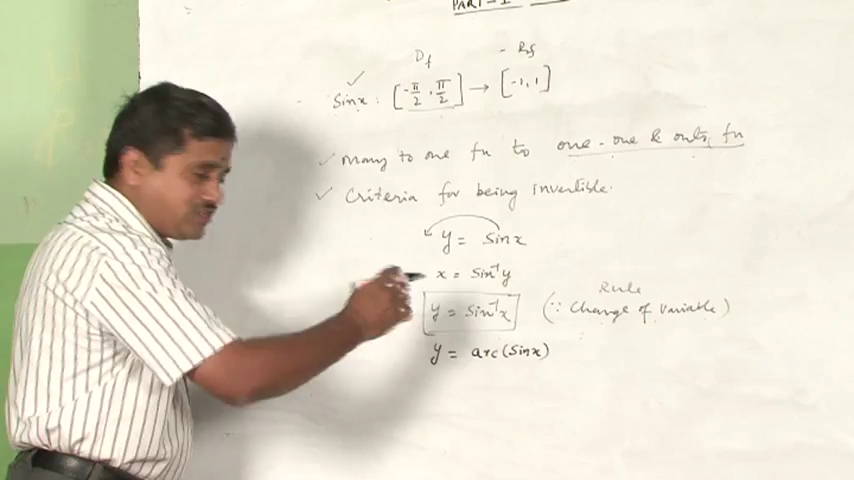 PART-I
Df - Rf
Sinx : [-π/2, π/2] → [-1, 1]
✓ Many to one fn to one-one & onto fn
✓ Criteria for being invertible.
y = Sinx
x = Sin⁻¹y
Rule
y = Sin⁻¹x (∵ Change of variable)
y = arc(Sinx)